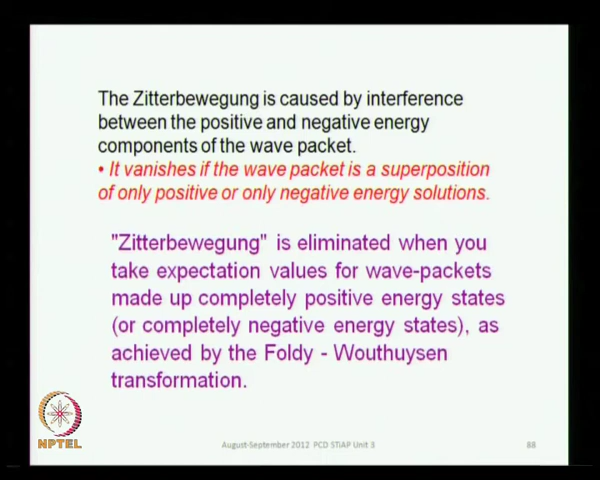 The Zitterbewegung is caused by interference
between the positive and negative energy
components of the wave packet.
• It vanishes if the wave packet is a superposition
of only positive or only negative energy solutions.
"Zitterbewegung" is eliminated when you
take expectation values for wave-packets
made up completely positive energy states
(or completely negative energy states), as
achieved by the Foldy - Wouthuysen
transformation.
NPTEL
August-September 2012 PCD STiAP Unit 3
88